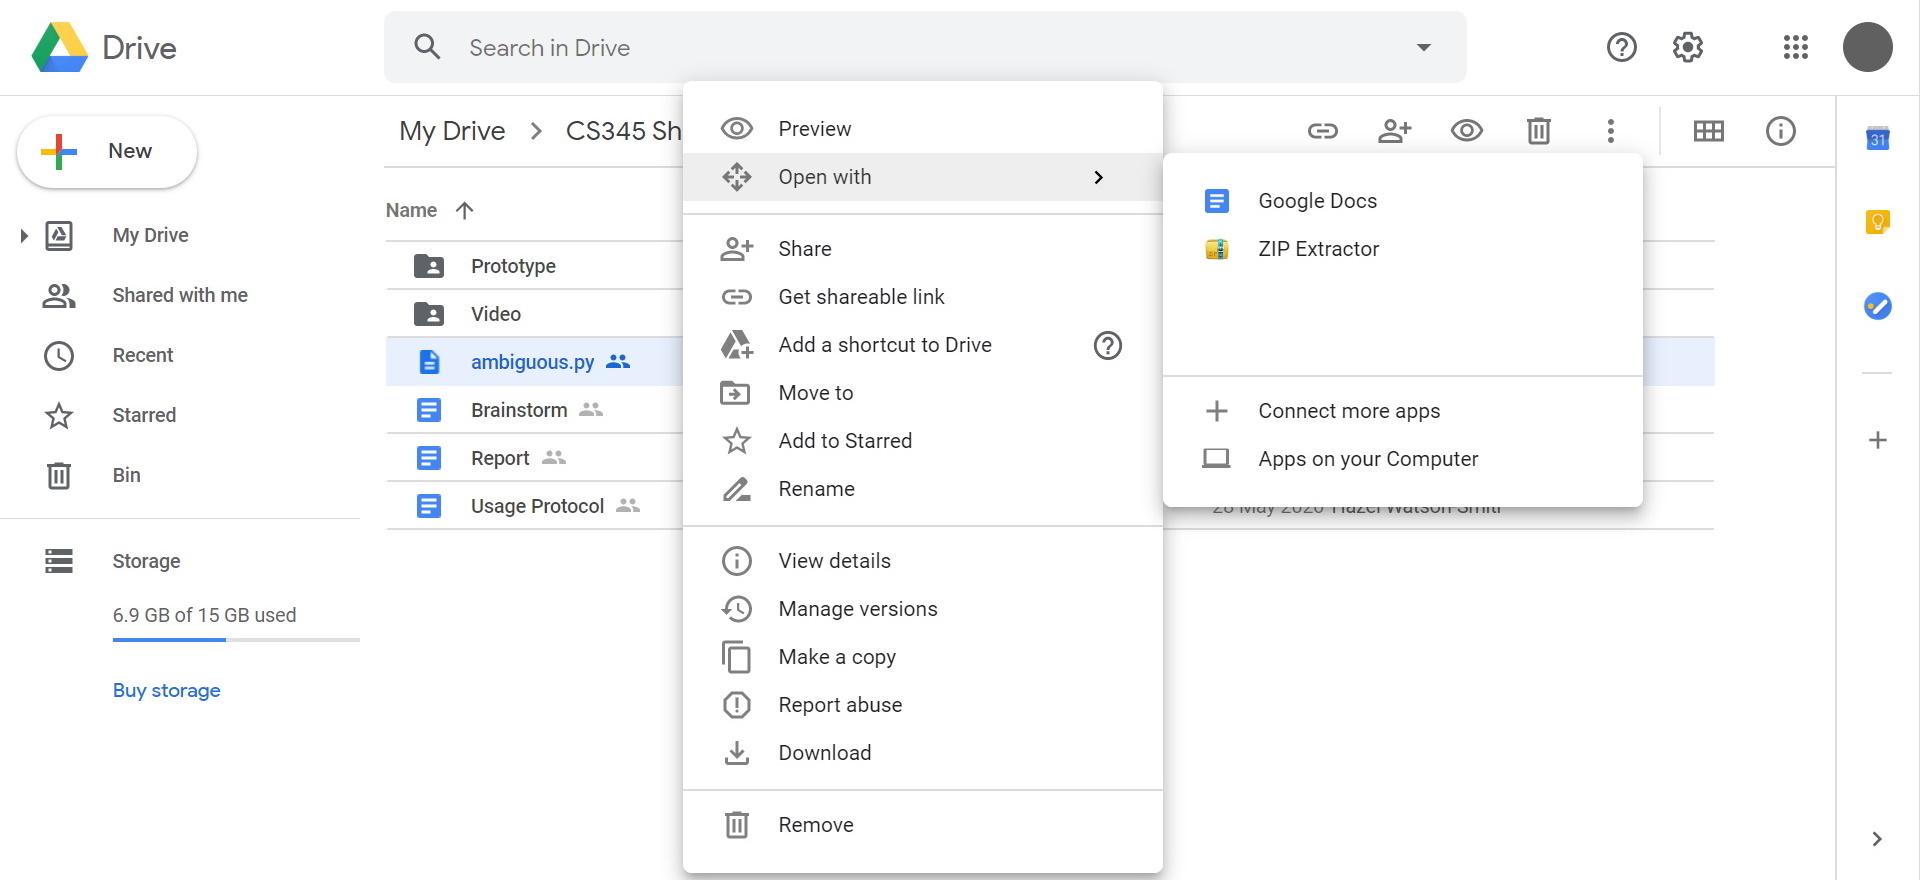 Drive
Search in Drive
New
My Drive
Shared with me
Recent
Starred
Bin
Storage
6.9 GB of 15 GB used
Buy storage
My Drive > CS345 Sh
Name
Prototype
Video
ambiguous.py
Brainstorm
Report
Usage Protocol
Preview
Open with
Share
Get shareable link
Add a shortcut to Drive
Move to
Add to Starred
Rename
View details
Manage versions
Make a copy
Report abuse
Download
Remove
Google Docs
ZIP Extractor
Connect more apps
Apps on your Computer
28 May 2020 Hazel Watson Smith
31